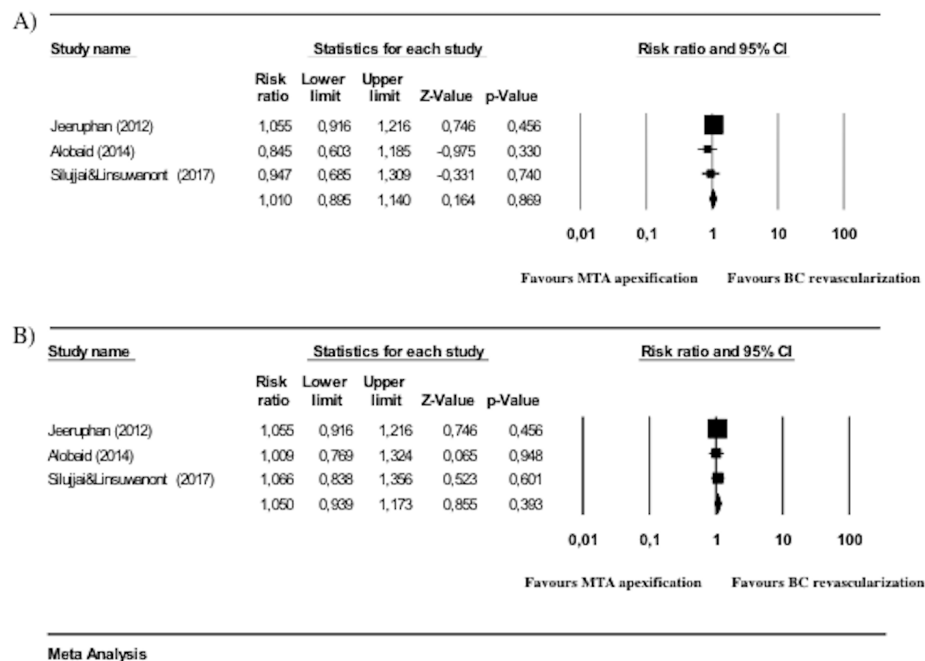 A)
Study name Statistics for each study Risk ratio and 95% CI
Risk Lower Upper
ratio limit limit Z-Value p-Value
Jeeruphan (2012) 1,055 0,916 1,216 0,746 0,456
Alobaid (2014) 0,845 0,603 1,185 -0,975 0,330
Silujjai&Linsuwanont (2017) 0,947 0,685 1,309 -0,331 0,740
1,010 0,895 1,140 0,164 0,869
0,01 0,1 1 10 100
Favours MTA apexification Favours BC revascularization
B)
Study name Statistics for each study Risk ratio and 95% CI
Risk Lower Upper
ratio limit limit Z-Value p-Value
Jeeruphan (2012) 1,055 0,916 1,216 0,746 0,456
Alobaid (2014) 1,009 0,769 1,324 0,065 0,948
Silujjai&Linsuwanont (2017) 1,066 0,838 1,356 0,523 0,601
1,050 0,939 1,173 0,855 0,393
0,01 0,1 1 10 100
Favours MTA apexification Favours BC revascularization
Meta Analysis